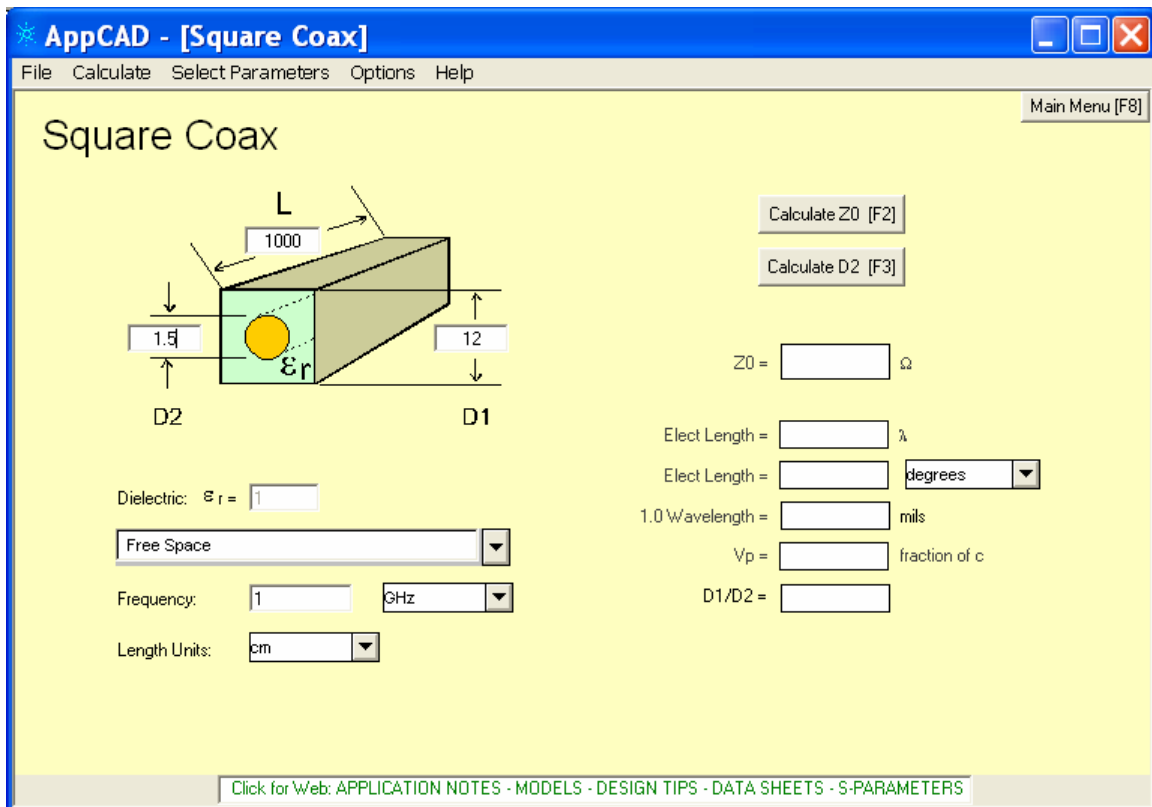 AppCAD - [Square Coax]
File Calculate Select Parameters Options Help
Main Menu [F8]
Square Coax
L
1000
1.5
12
εr
D2
D1
Calculate Z0 [F2]
Calculate D2 [F3]
Z0 = Ω
Elect Length = λ
Elect Length = degrees
1.0 Wavelength = mils
Vp = fraction of c
D1/D2 =
Dielectric: εr = 1
Free Space
Frequency: 1 GHz
Length Units: cm
Click for Web: APPLICATION NOTES - MODELS - DESIGN TIPS - DATA SHEETS - S-PARAMETERS